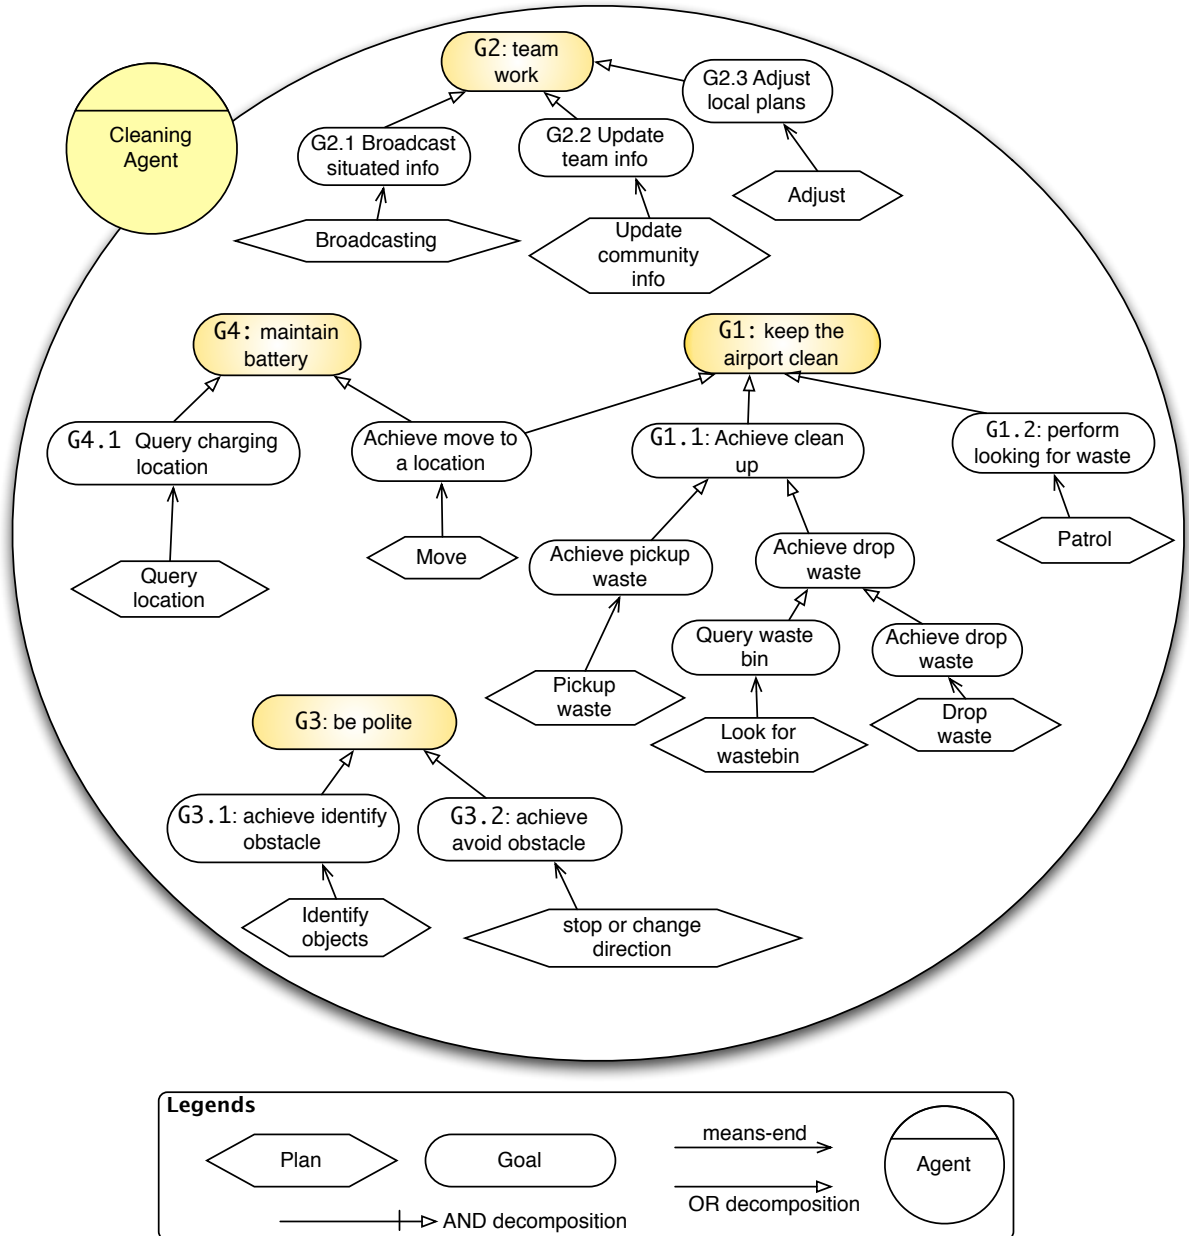 G2: team
work
G2.3 Adjust
local plans
Cleaning
Agent
G2.1 Broadcast
situated info
G2.2 Update
team info
Adjust
Broadcasting
Update
community
info
G4: maintain
battery
G1: keep the
airport clean
G4.1 Query charging
location
Achieve move to
a location
G1.1: Achieve clean
up
G1.2: perform
looking for waste
Query
location
Move
Achieve pickup
waste
Achieve drop
waste
Patrol
Query waste
bin
Achieve drop
waste
Pickup
waste
Look for
wastebin
Drop
waste
G3: be polite
G3.1: achieve identify
obstacle
G3.2: achieve
avoid obstacle
Identify
objects
stop or change
direction
Legends
Plan
Goal
means-end
OR decomposition
Agent
AND decomposition